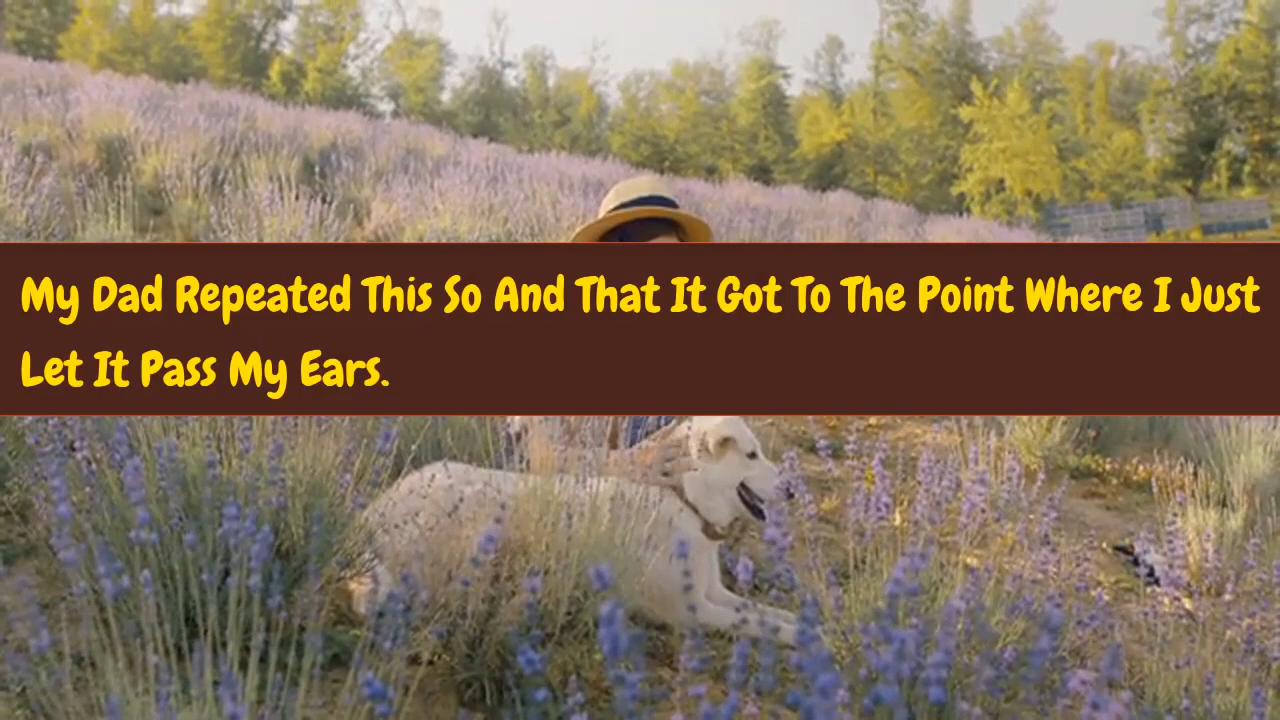 My Dad Repeated This So And That It Got To The Point Where I Just
Let It Pass My Ears.